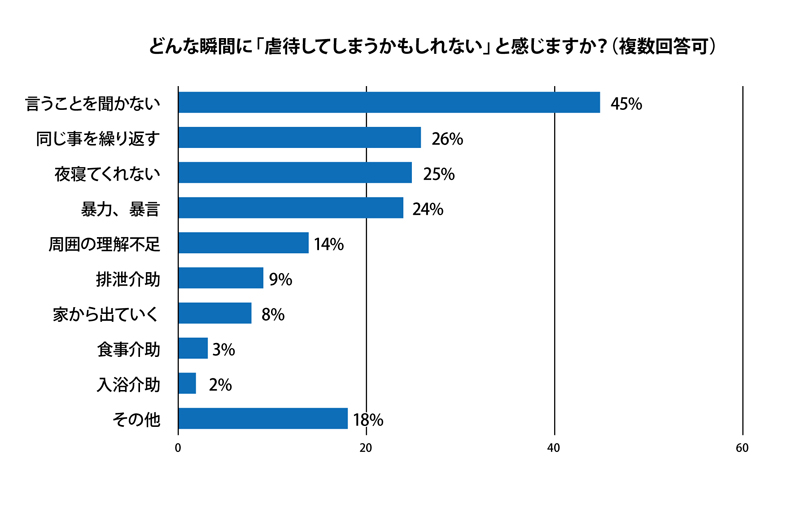 どんな瞬間に「虐待してしまうかもしれない」と感じますか？（複数回答可）
言うことを聞かない 45%
同じ事を繰り返す 26%
夜寝てくれない 25%
暴力、暴言 24%
周囲の理解不足 14%
排泄介助 9%
家から出ていく 8%
食事介助 3%
入浴介助 2%
その他 18%
0 20 40 60